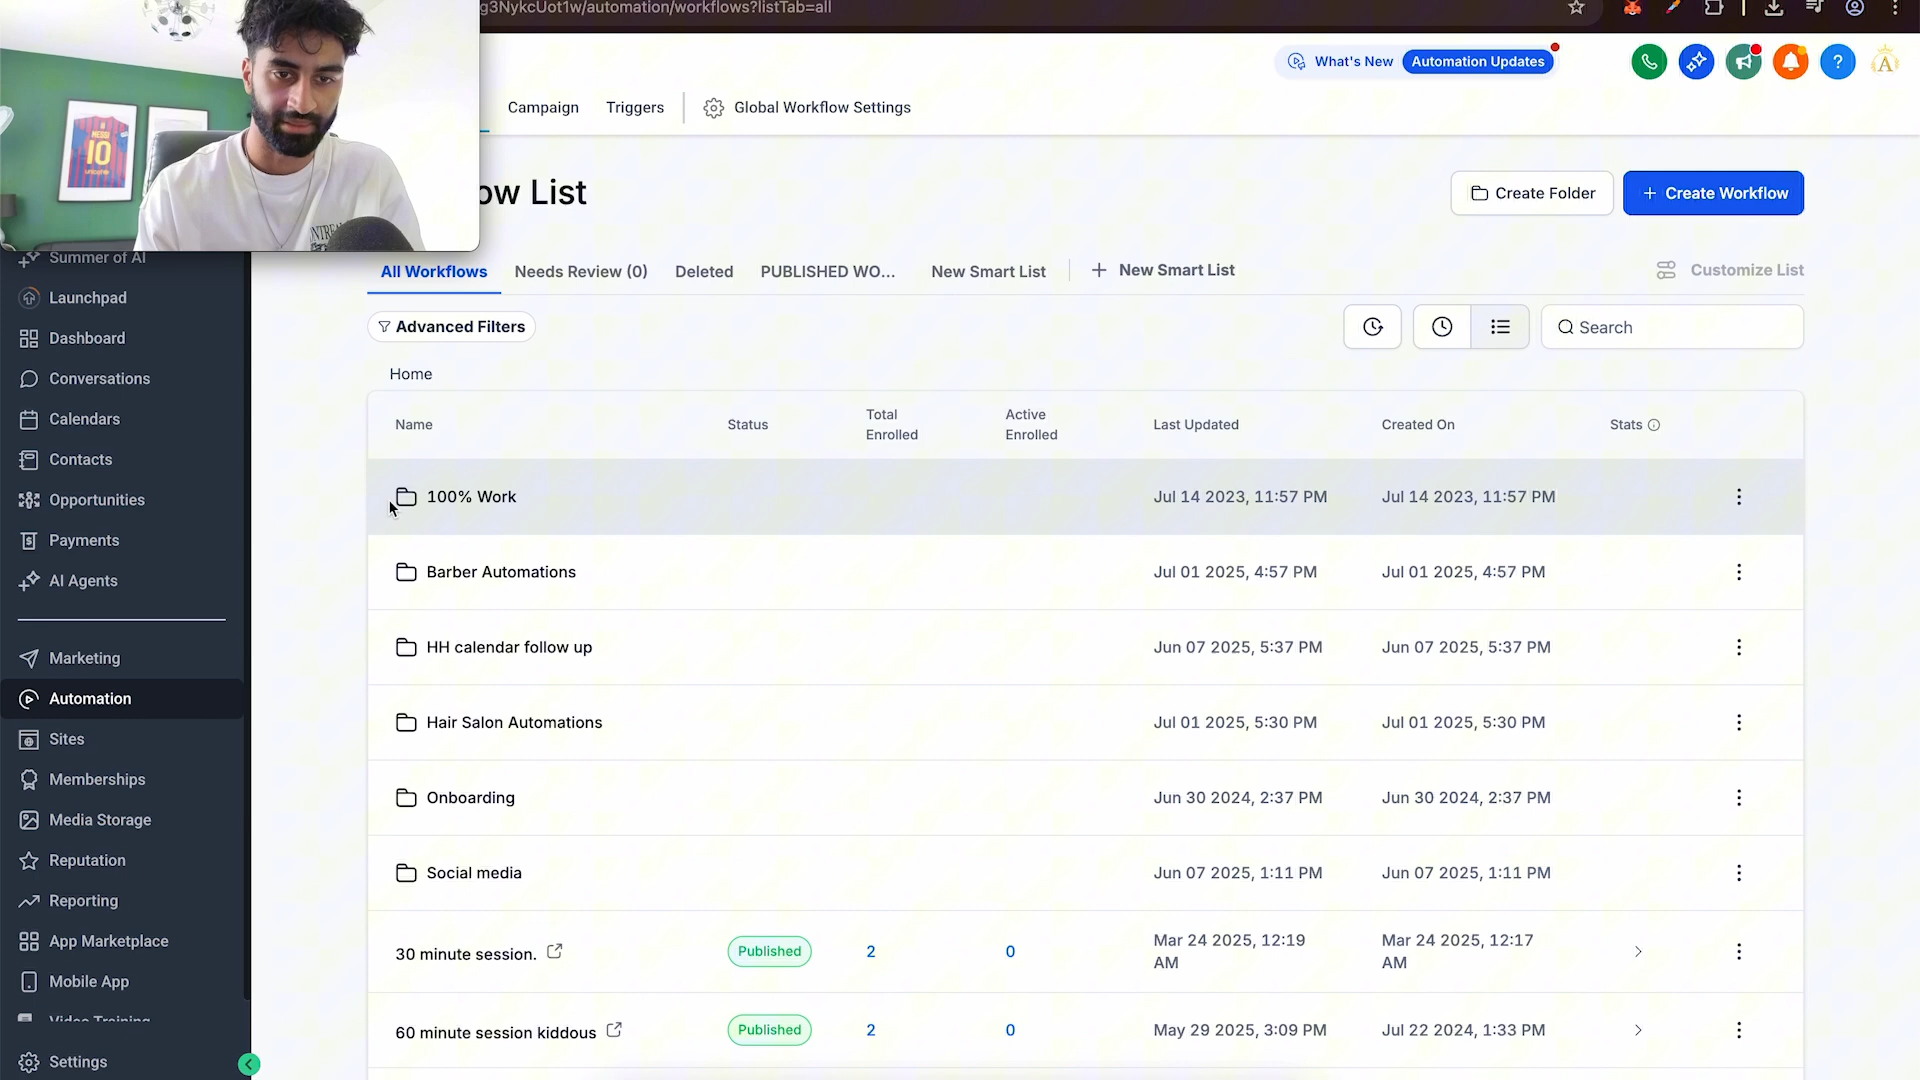 g3NykcUot1w/automation/workflows?listTab=all
What's New
Automation Updates
Campaign
Triggers
Global Workflow Settings
MESSI
10
unicef
ow List
Create Folder
+ Create Workflow
Summer of AI
All Workflows
Needs Review (0)
Deleted
PUBLISHED WO...
New Smart List
+ New Smart List
Customize List
Launchpad
Dashboard
Conversations
Calendars
Contacts
Opportunities
Payments
AI Agents
Marketing
Automation
Sites
Memberships
Media Storage
Reputation
Reporting
App Marketplace
Mobile App
Video Training
Settings
Advanced Filters
Search
Home
Name
Status
Total
Enrolled
Active
Enrolled
Last Updated
Created On
Stats
100% Work
Jul 14 2023, 11:57 PM
Jul 14 2023, 11:57 PM
Barber Automations
Jul 01 2025, 4:57 PM
Jul 01 2025, 4:57 PM
HH calendar follow up
Jun 07 2025, 5:37 PM
Jun 07 2025, 5:37 PM
Hair Salon Automations
Jul 01 2025, 5:30 PM
Jul 01 2025, 5:30 PM
Onboarding
Jun 30 2024, 2:37 PM
Jun 30 2024, 2:37 PM
Social media
Jun 07 2025, 1:11 PM
Jun 07 2025, 1:11 PM
30 minute session.
Published
2
0
Mar 24 2025, 12:19
AM
Mar 24 2025, 12:17
AM
60 minute session kiddous
Published
2
0
May 29 2025, 3:09 PM
Jul 22 2024, 1:33 PM